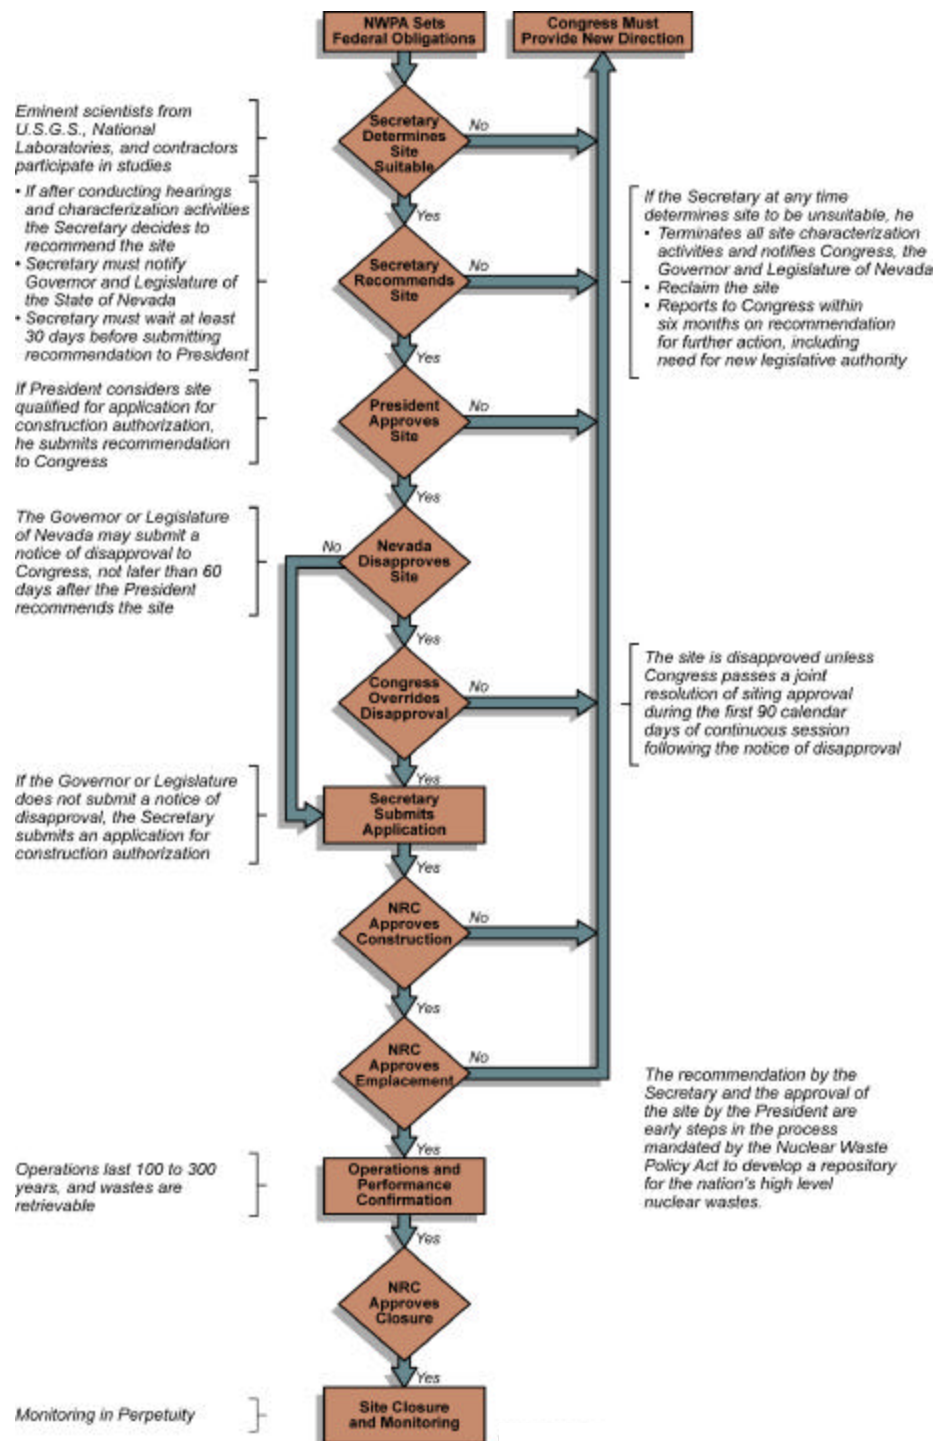 NWPA Sets
Federal Obligations
Congress Must
Provide New Direction
Eminent scientists from
U.S.G.S., National
Laboratories, and contractors
participate in studies
Secretary
Determines
Site
Suitable
No
Yes
• If after conducting hearings
and characterization activities
the Secretary decides to
recommend the site
• Secretary must notify
Governor and Legislature of
the State of Nevada
• Secretary must wait at least
30 days before submitting
recommendation to President
Secretary
Recommends
Site
No
Yes
If the Secretary at any time
determines site to be unsuitable, he
• Terminates all site characterization
activities and notifies Congress, the
Governor and Legislature of Nevada
• Reclaim the site
• Reports to Congress within
six months on recommendation
for further action, including
need for new legislative authority
If President considers site
qualified for application for
construction authorization,
he submits recommendation
to Congress
President
Approves
Site
No
Yes
The Governor or Legislature
of Nevada may submit a
notice of disapproval to
Congress, not later than 60
days after the President
recommends the site
No
Nevada
Disapproves
Site
Yes
Congress
Overrides
Disapproval
No
Yes
The site is disapproved unless
Congress passes a joint
resolution of siting approval
during the first 90 calendar
days of continuous session
following the notice of disapproval
If the Governor or Legislature
does not submit a notice of
disapproval, the Secretary
submits an application for
construction authorization
Secretary
Submits
Application
Yes
NRC
Approves
Construction
No
Yes
NRC
Approves
Emplacement
No
Yes
The recommendation by the
Secretary and the approval of
the site by the President are
early steps in the process
mandated by the Nuclear Waste
Policy Act to develop a repository
for the nation's high level
nuclear wastes.
Operations last 100 to 300
years, and wastes are
retrievable
Operations and
Performance
Confirmation
Yes
NRC
Approves
Closure
Yes
Monitoring in Perpetuity
Site Closure
and Monitoring